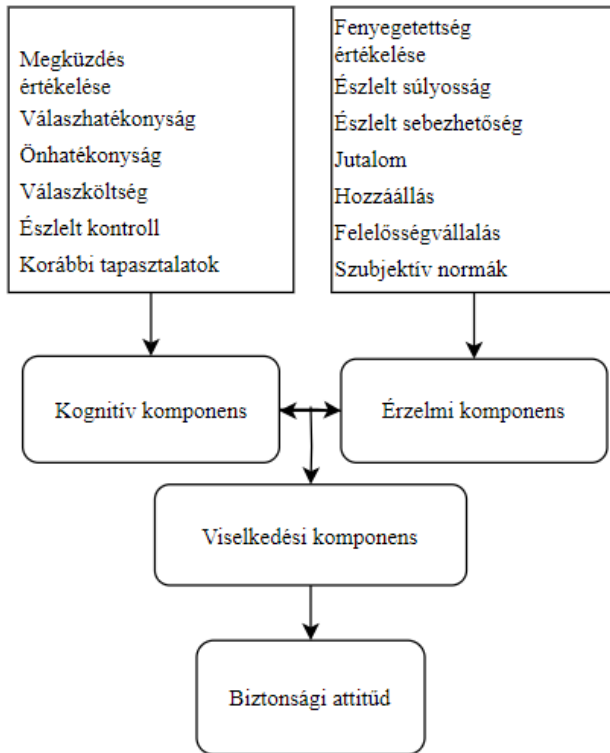 Megküzdés
értékelése
Válaszhatékonyság
Önhatékonyság
Válaszköltség
Észlelt kontroll
Korábbi tapasztalatok
Fenyegetettség
értékelése
Észlelt súlyosság
Észlelt sebezhetőség
Jutalom
Hozzáállás
Felelősségvállalás
Szubjektív normák
Kognitív komponens
Érzelmi komponens
Viselkedési komponens
Biztonsági attitűd